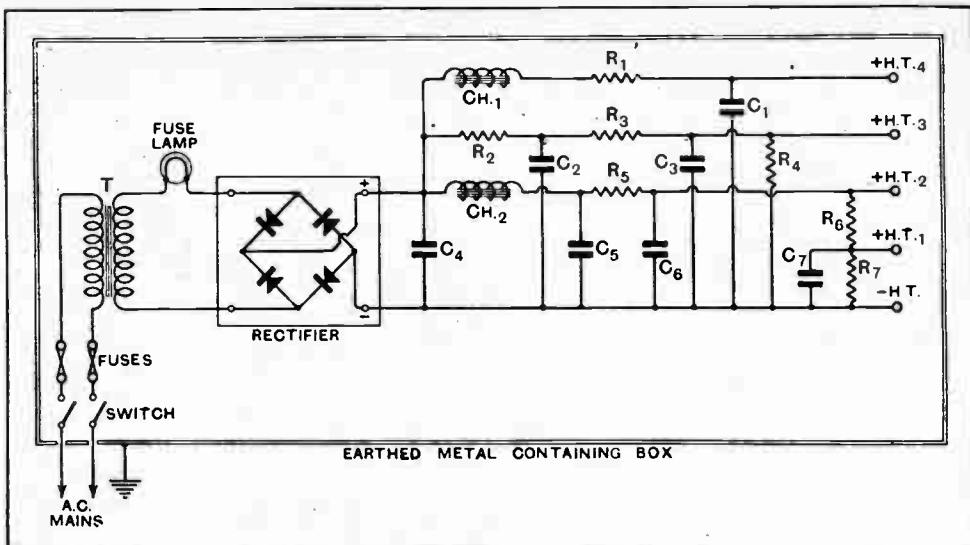 R1
+H.T.4
CH.1
C1
FUSE
LAMP
R3
+H.T.3
R2
C2
C3
R4
T
R5
+H.T.2
CH.2
+
R6
C4
C5
C6
C7
+H.T.1
R7
-
-H T.
RECTIFIER
FUSES
SWITCH
EARTHED METAL CONTAINING BOX
A.C.
MAINS